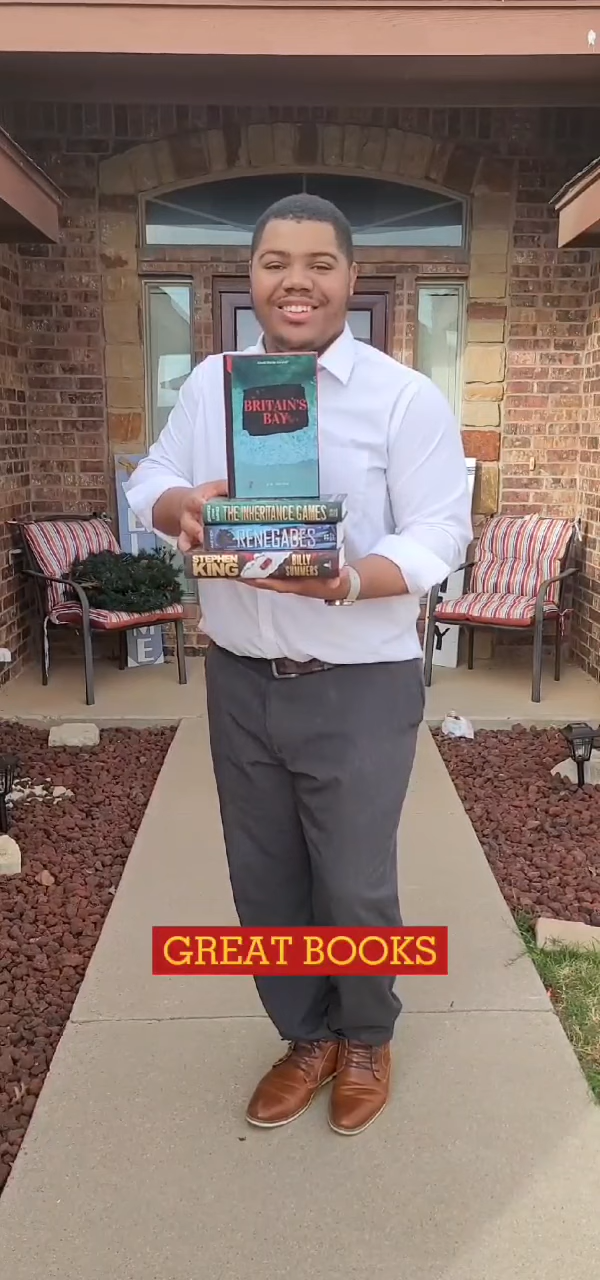 BRITAIN'S
BAY
THE INHERITANCE GAMES
RENEGADES
STEPHEN
KING
BILLY
SUMMERS
GREAT BOOKS